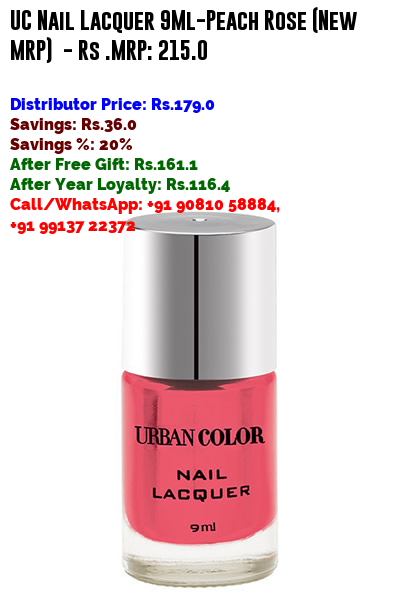 UC Nail Lacquer 9Ml-Peach Rose (New
MRP) - Rs .MRP: 215.0
Distributor Price: Rs.179.0
Savings: Rs.36.0
Savings %: 20%
After Free Gift: Rs.161.1
After Year Loyalty: Rs.116.4
Call/WhatsApp: +91 90810 58884,
+91 99137 22372
URBAN COLOR
NAIL
LACQUER
9ml